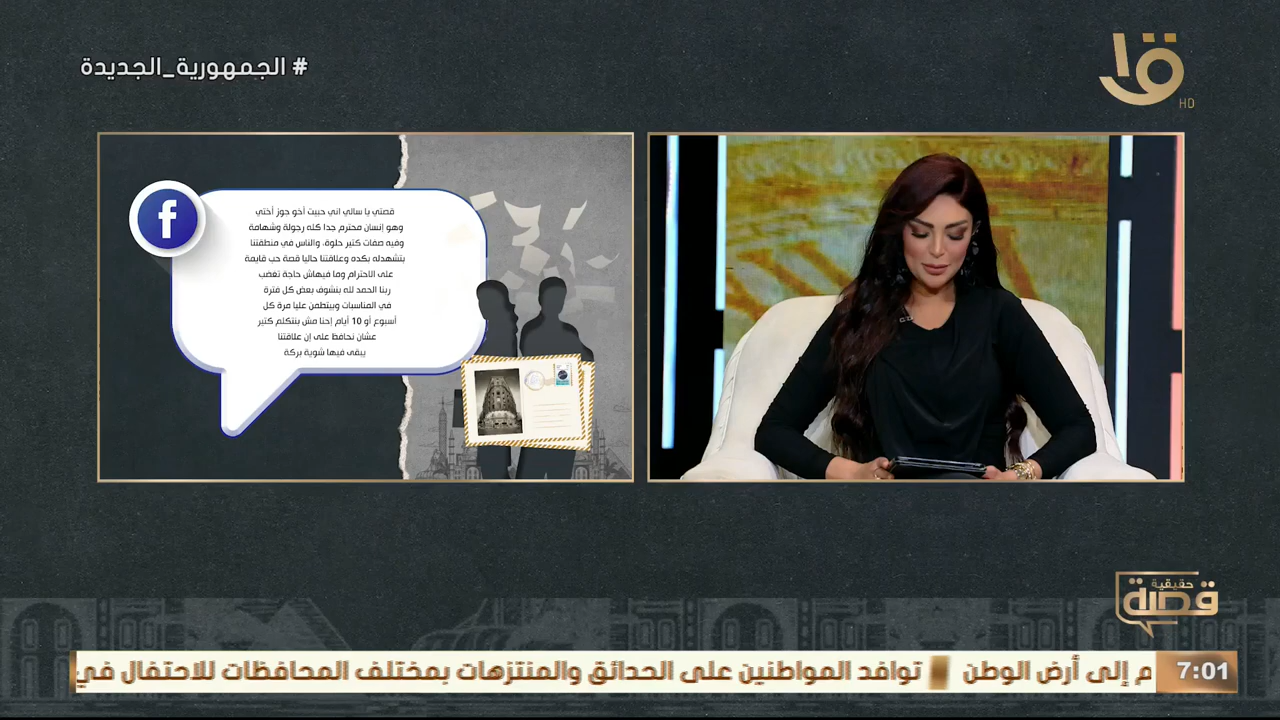 # الجمهورية_الجديدة
HD
f
قصتي يا سالي اني حبيت أخو جوز أختي
وهو إنسان محترم جدا كله رجولة وشهامة
وفيه صفات كتير حلوة، والناس في منطقتنا
بتشهدله بكده وعلاقتنا حاليا قصة حب قايمة
على الاحترام وما فيهاش حاجة تغضب
ربنا الحمد لله بنشوف بعض كل فترة
في المناسبات وبيتطمن عليا مرة كل
أسبوع أو 10 أيام إحنا مش بنتكلم كتير
عشان نحافظ على إن علاقتنا
يبقى فيها شوية بركة
قصة حقيقية
7:01
م إلى أرض الوطن توافد المواطنين على الحدائق والمنتزهات بمختلف المحافظات للاحتفال في